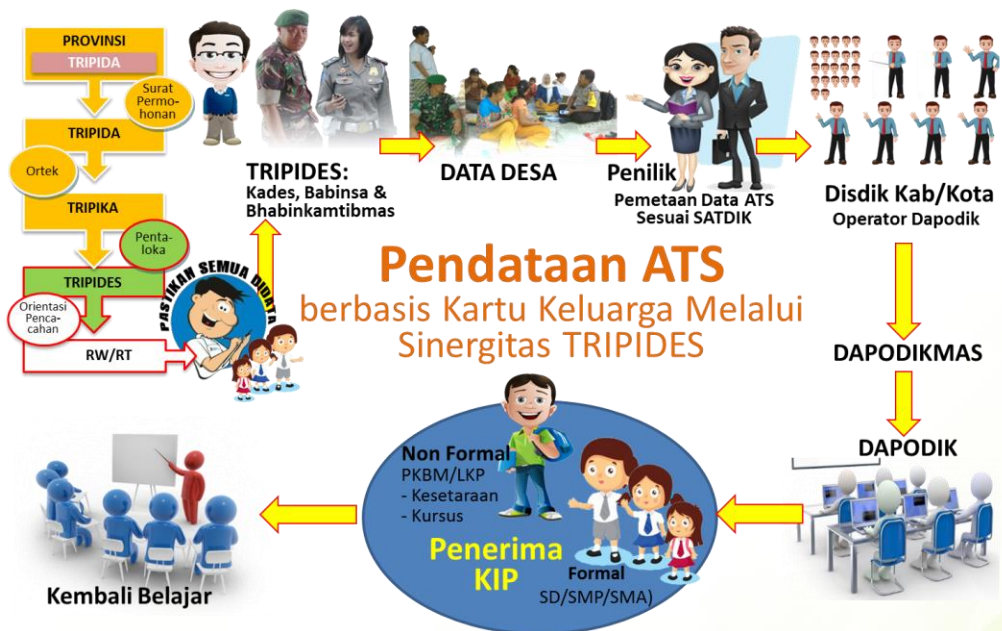 PROVINSI
TRIPIDA
Surat
Permo-
honan
TRIPIDA
Ortek
TRIPIKA
Penta-
loka
TRIPIDES
Orientasi
Penca-
cahan
RW/RT
PASTIKAN SEMUA DIDATA
TRIPIDES:
Kades, Babinsa &
Bhabinkamtibmas
DATA DESA
Penilik
Pemetaan Data ATS
Sesuai SATDIK
Disdik Kab/Kota
Operator Dapodik
Pendataan ATS
berbasis Kartu Keluarga Melalui
Sinergitas TRIPIDES
DAPODIKMAS
DAPODIK
Non Formal
PKBM/LKP
- Kesetaraan
- Kursus
Penerima
KIP
Formal
SD/SMP/SMA)
Kembali Belajar